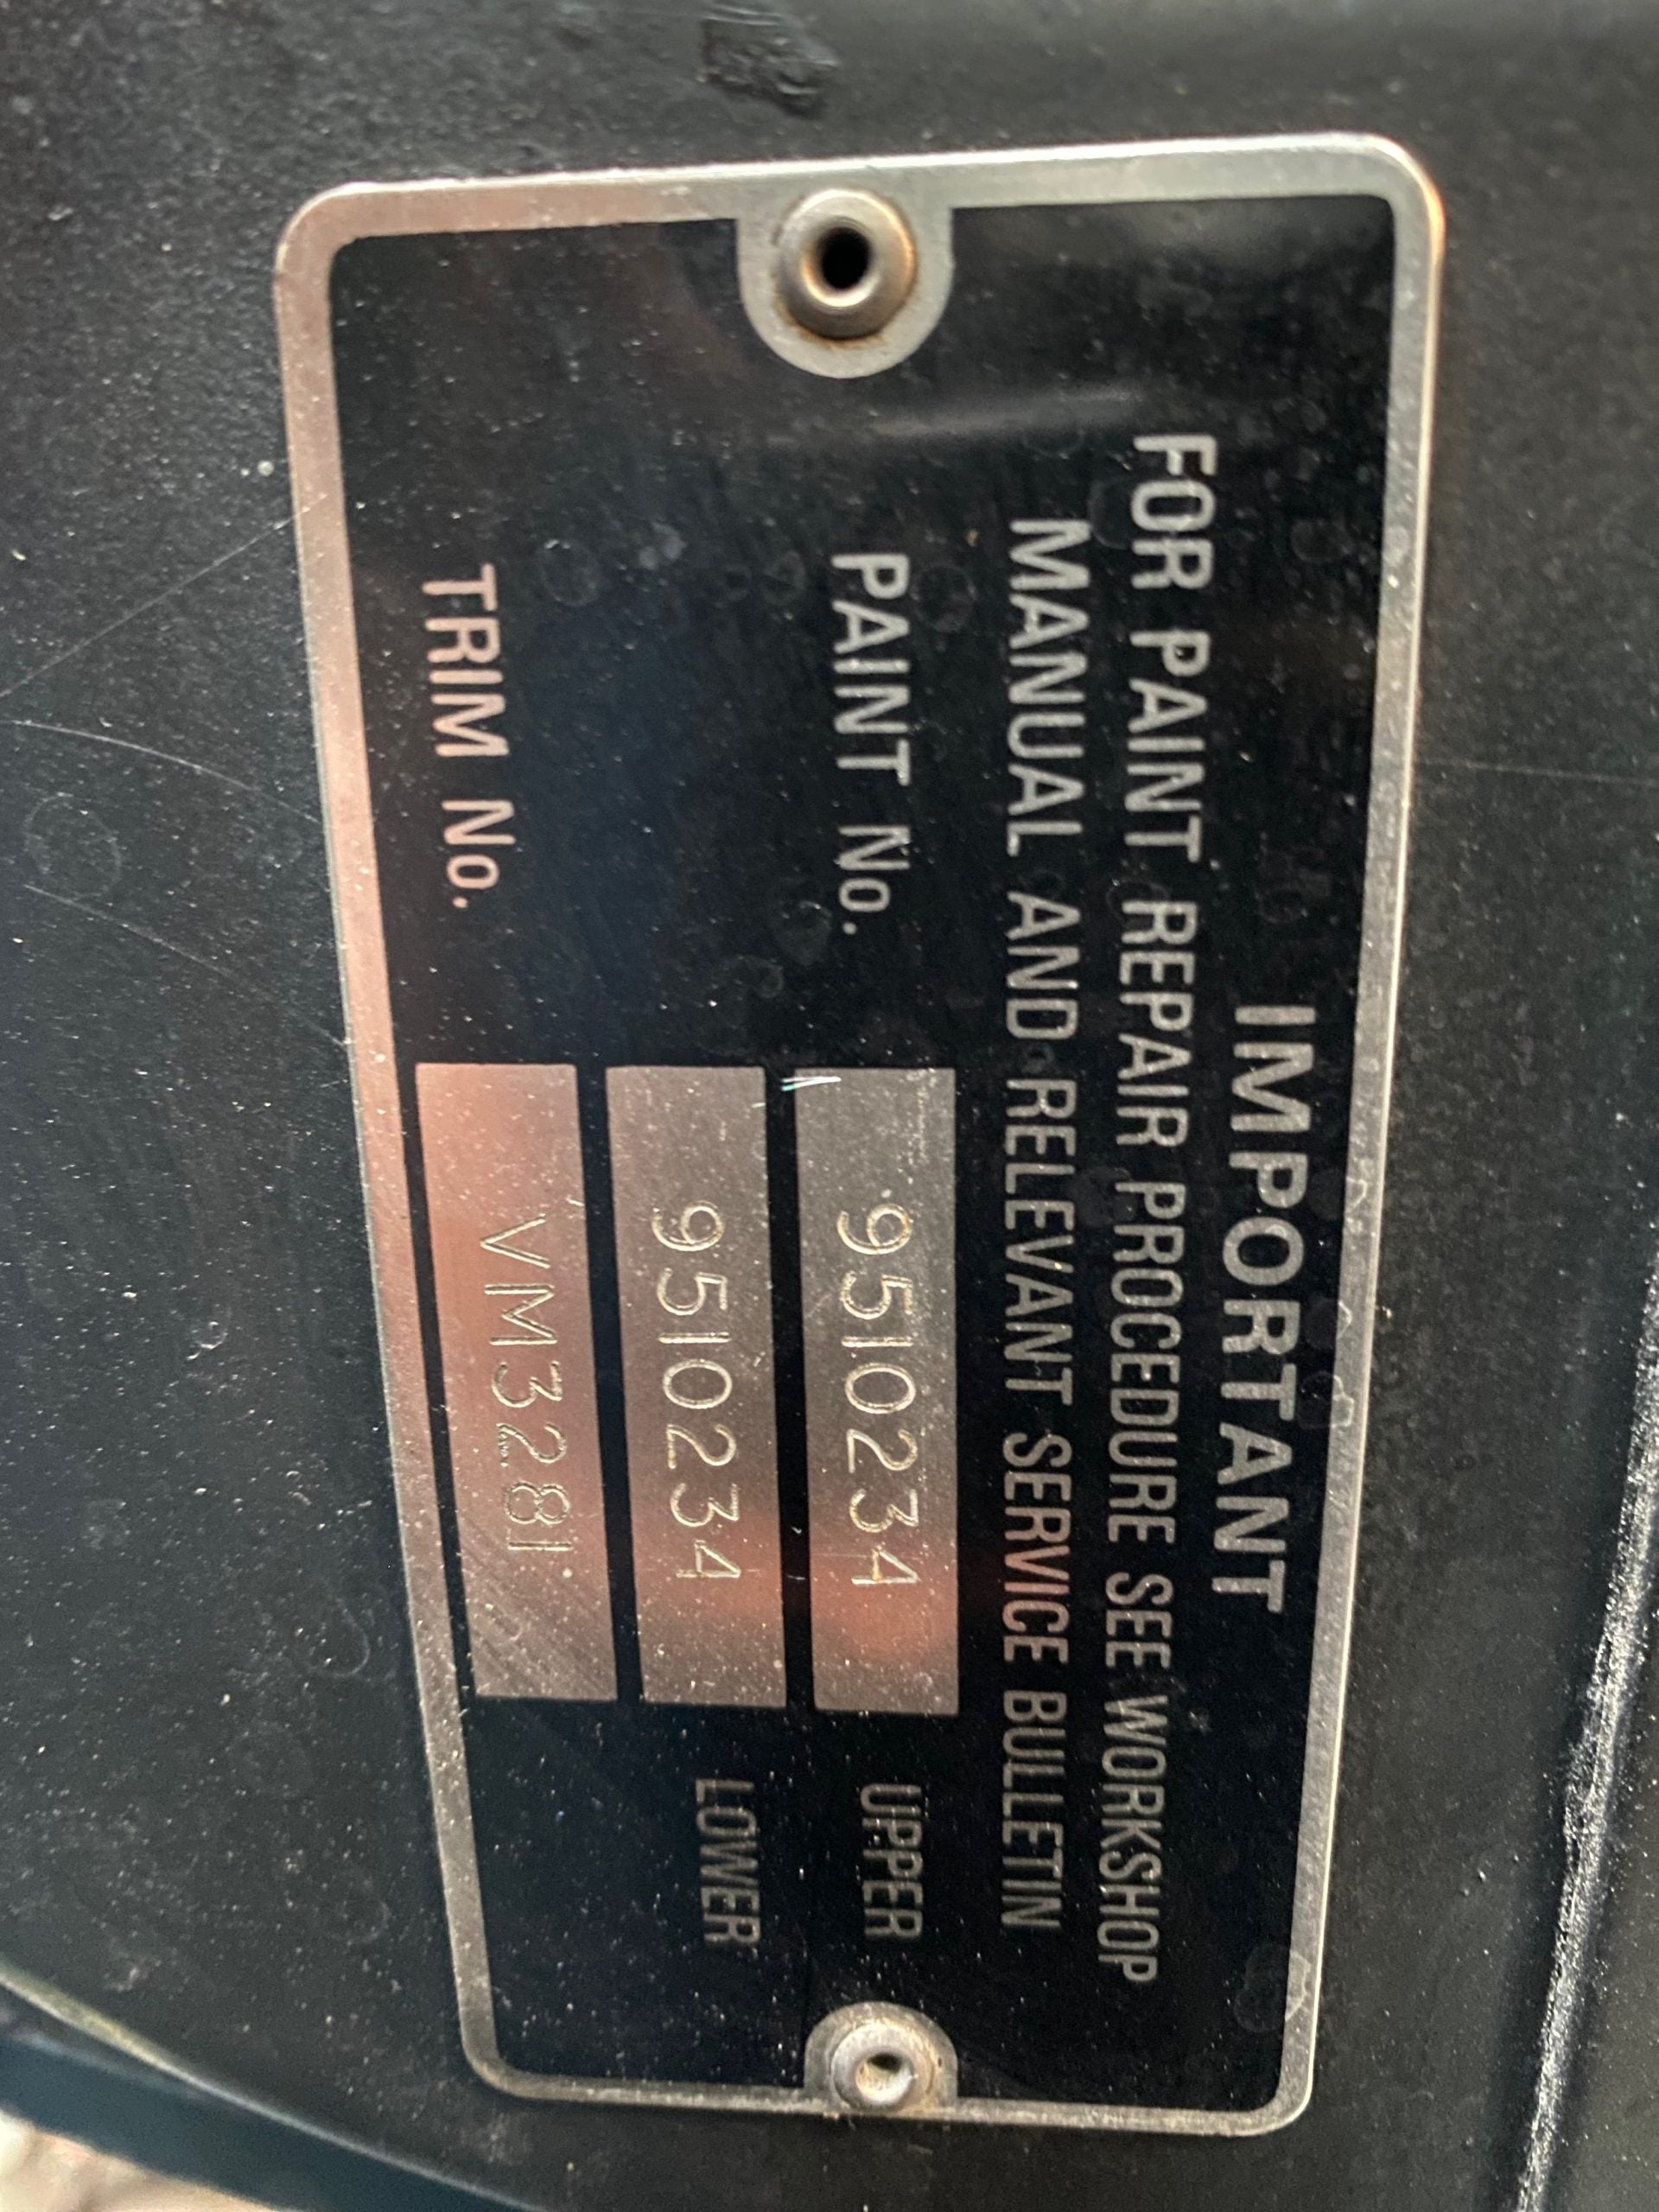 IMPORTANT
FOR PAINT REPAIR PROCEDURE SEE WORKSHOP
MANUAL AND RELEVANT SERVICE BULLETIN
PAINT No. 9510234 UPPER
9510234 LOWER
TRIM No. VM3281